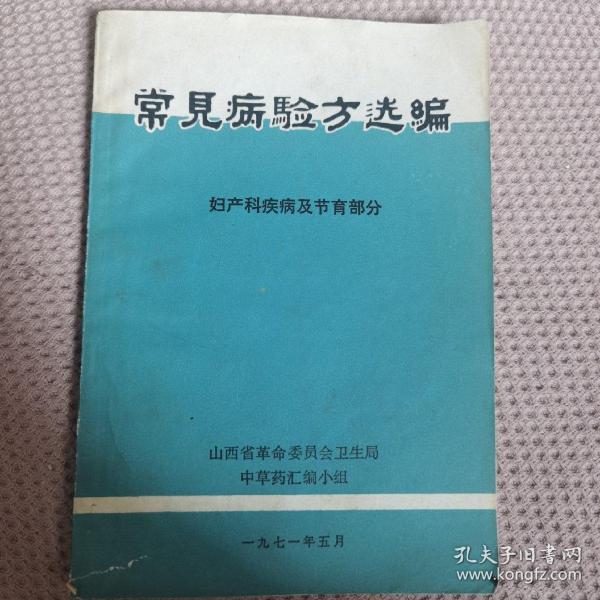 常見病験方选编
妇产科疾病及节育部分
山西省革命委员会卫生局
中草药汇编小组
一九七一年五月
孔夫子旧书网
www.kongfz.com